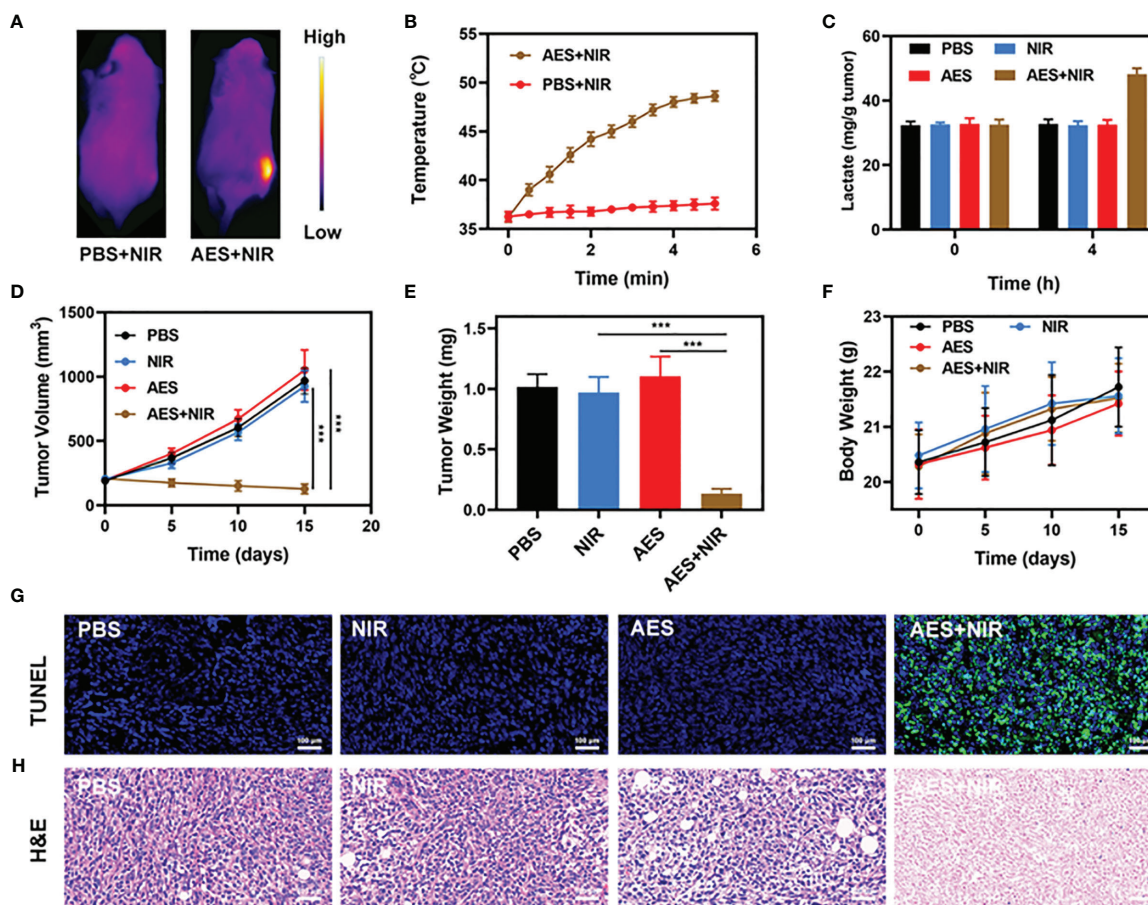 A
High
Low
PBS+NIR
AES+NIR
B
AES+NIR
PBS+NIR
Temperature (°C)
55
50
45
40
35
0
2
4
6
Time (min)
C
PBS
NIR
AES
AES+NIR
Lactate (mg/g tumor)
60
40
20
0
0
4
Time (h)
D
PBS
NIR
AES
AES+NIR
Tumor Volume (mm³)
1500
1000
500
0
***
***
0
5
10
15
20
Time (days)
E
***
***
Tumor Weight (mg)
1.5
1.0
0.5
0.0
PBS
NIR
AES
AES+NIR
F
PBS
NIR
AES
AES+NIR
Body Weight (g)
23
22
21
20
0
5
10
15
Time (days)
G
TUNEL
PBS
100 μm
NIR
100 μm
AES
100 μm
AES+NIR
100 μm
H
H&E
PBS
NIR
AES
AES+NIR